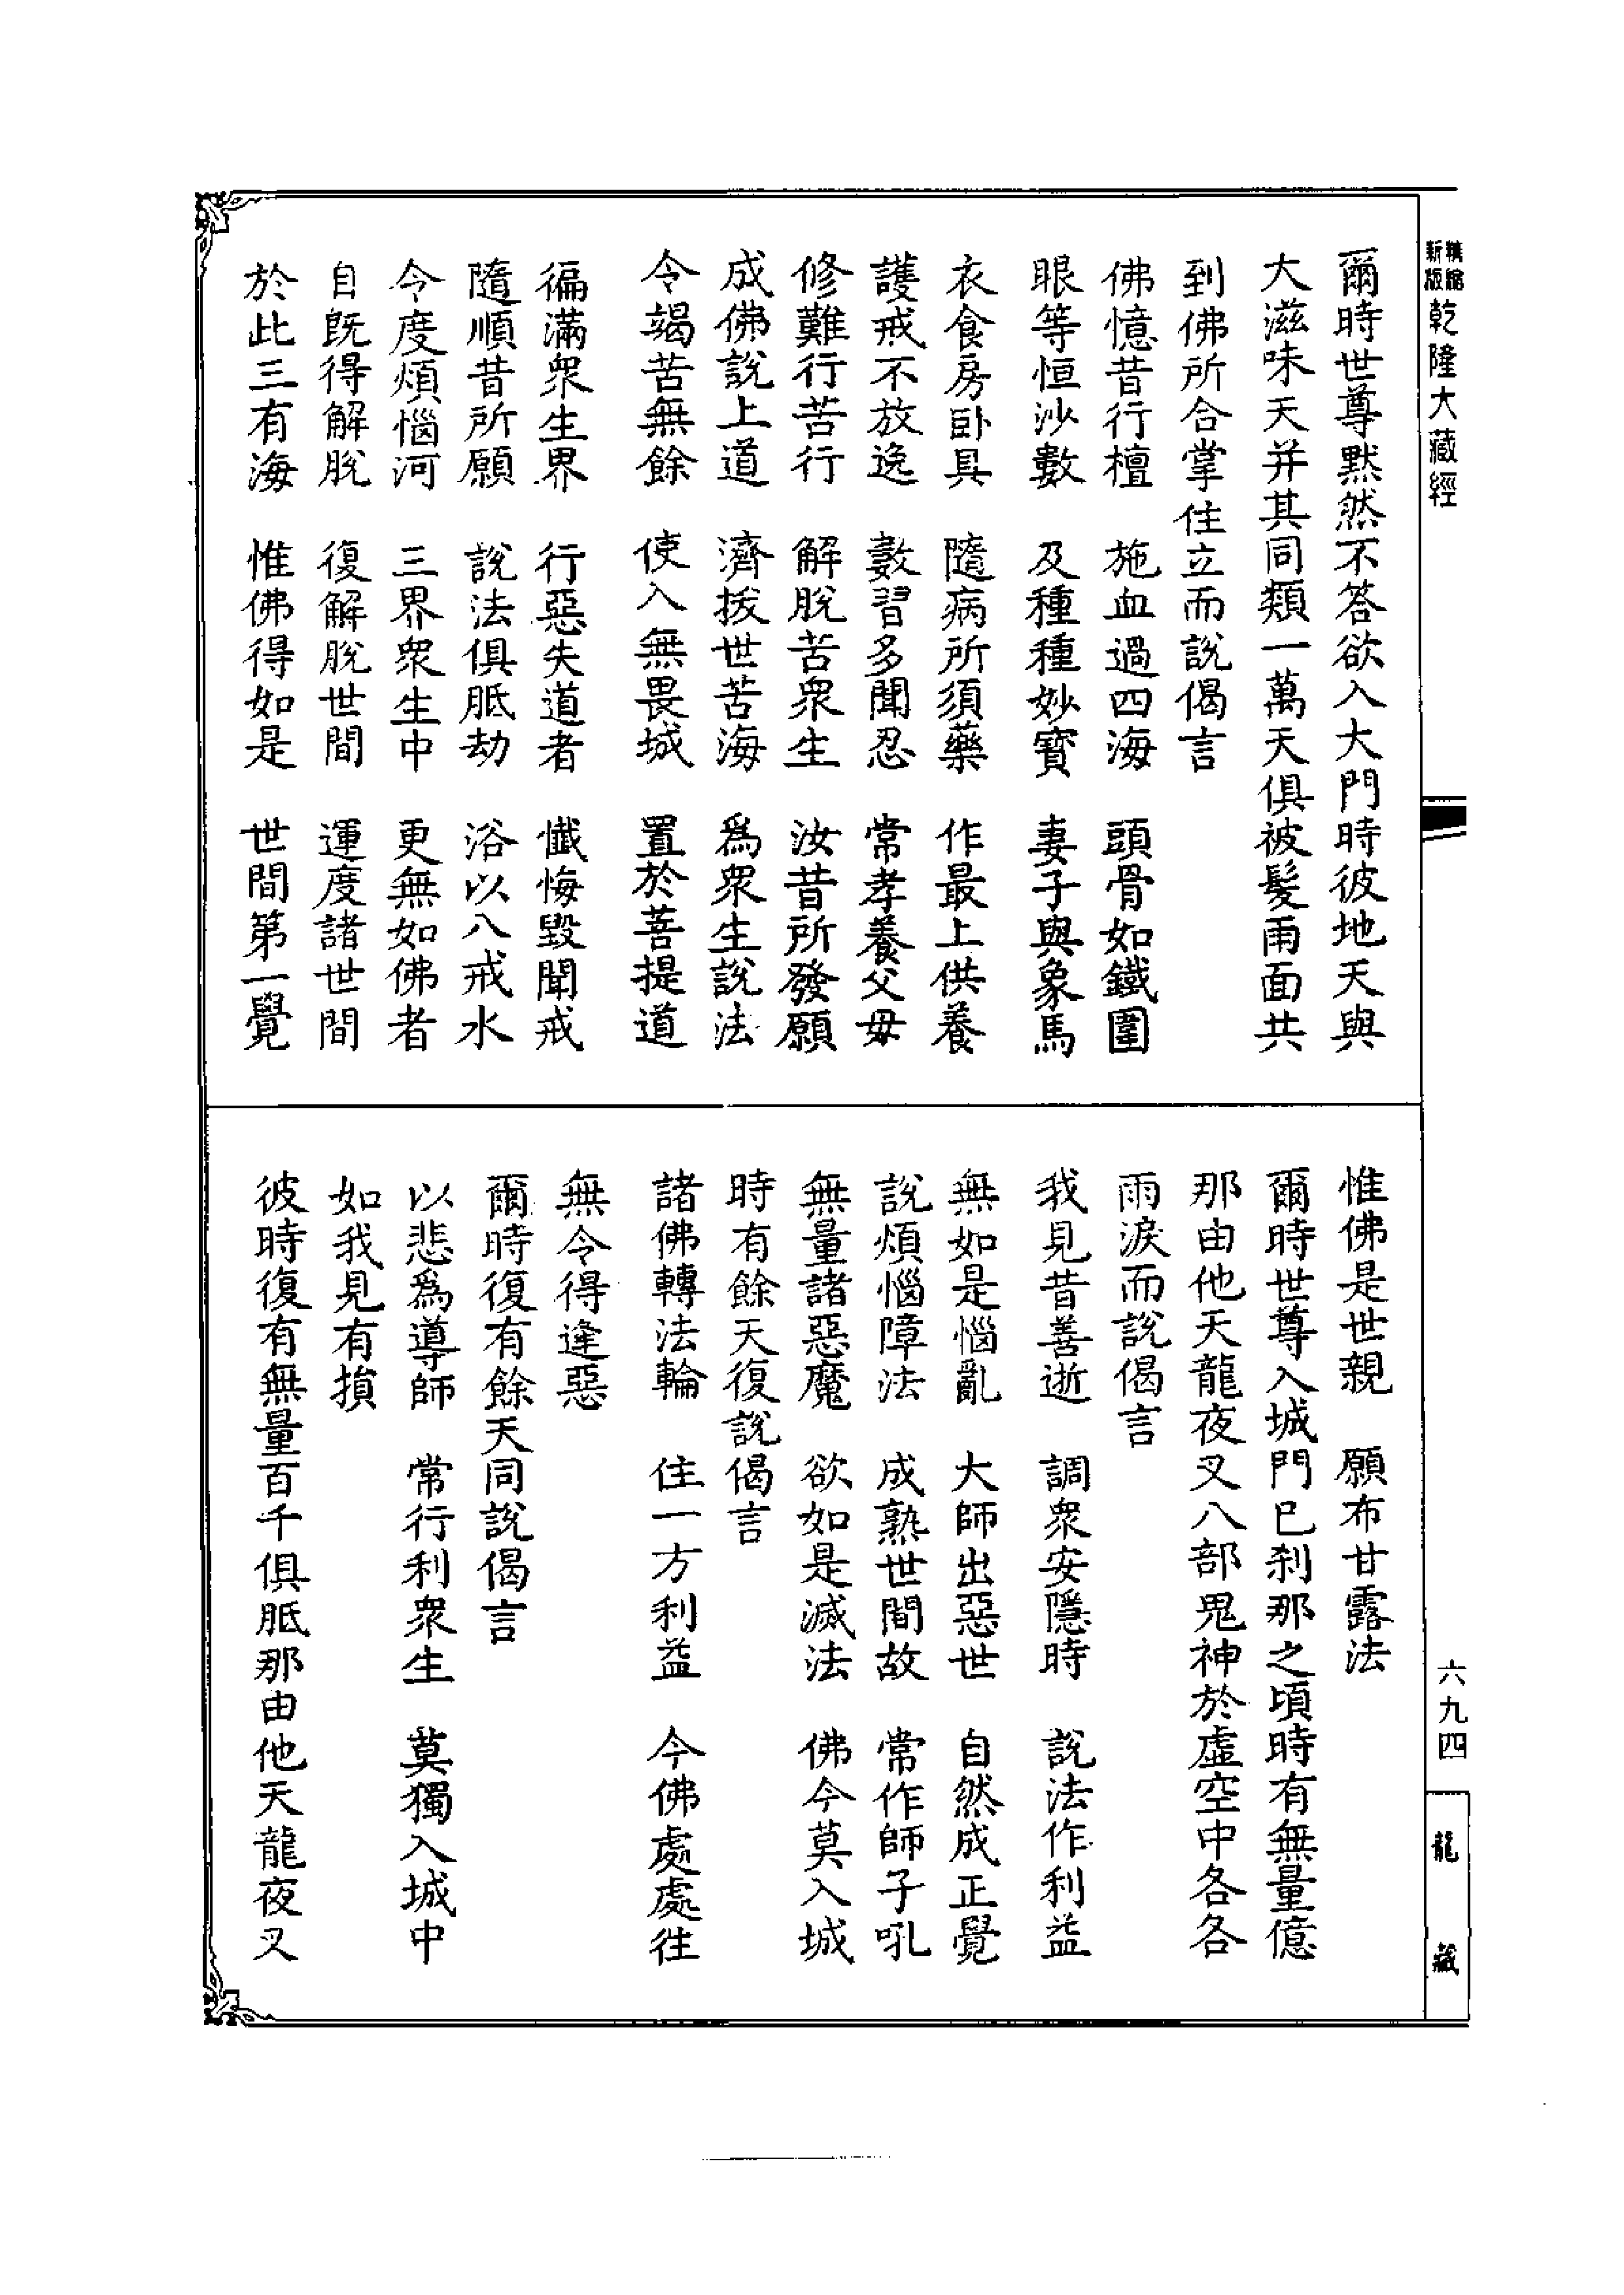 精繕新版乾隆大藏經
爾時世尊默然不答欲入大門時彼地天與
大滋味天并其同類一萬天俱被髮雨面共
到佛所合掌住立而說偈言
佛憶昔行檀　施血過四海　頭骨如鐵圍
眼等恒沙數　及種種妙寶　妻子與象馬
衣食房卧具　隨病所須藥　作最上供養
護戒不放逸　數習多聞忍　常孝養父母
修難行苦行　解脫苦衆生　汝昔所發願
成佛說上道　濟拔世苦海　爲衆生說法
令竭苦無餘　使入無畏城　置於菩提道
徧滿衆生界　行惡失道者　懺悔毀聞戒
隨順昔所願　說法俱胝劫　浴以八戒水
今度煩惱河　三界衆生中　更無如佛者
自旣得解脫　復解脫世間　運度諸世間
於此三有海　惟佛得如是　世間第一覺
惟佛是世親　願布甘露法
爾時世尊入城門已刹那之頃時有無量億
那由他天龍夜叉八部鬼神於虛空中各各
雨淚而說偈言
我見昔善逝　調衆安隱時　說法作利益
無如是惱亂　大師出惡世　自然成正覺
說煩惱障法　成熟世間故　常作師子吼
無量諸惡魔　欲如是滅法　佛今莫入城
時有餘天復說偈言
諸佛轉法輪　住一方利益　今佛處處往
無令得逢惡
爾時復有餘天同說偈言
以悲爲導師　常行利衆生　莫獨入城中
如我見有損
彼時復有無量百千俱胝那由他天龍夜叉
六九四
龍藏